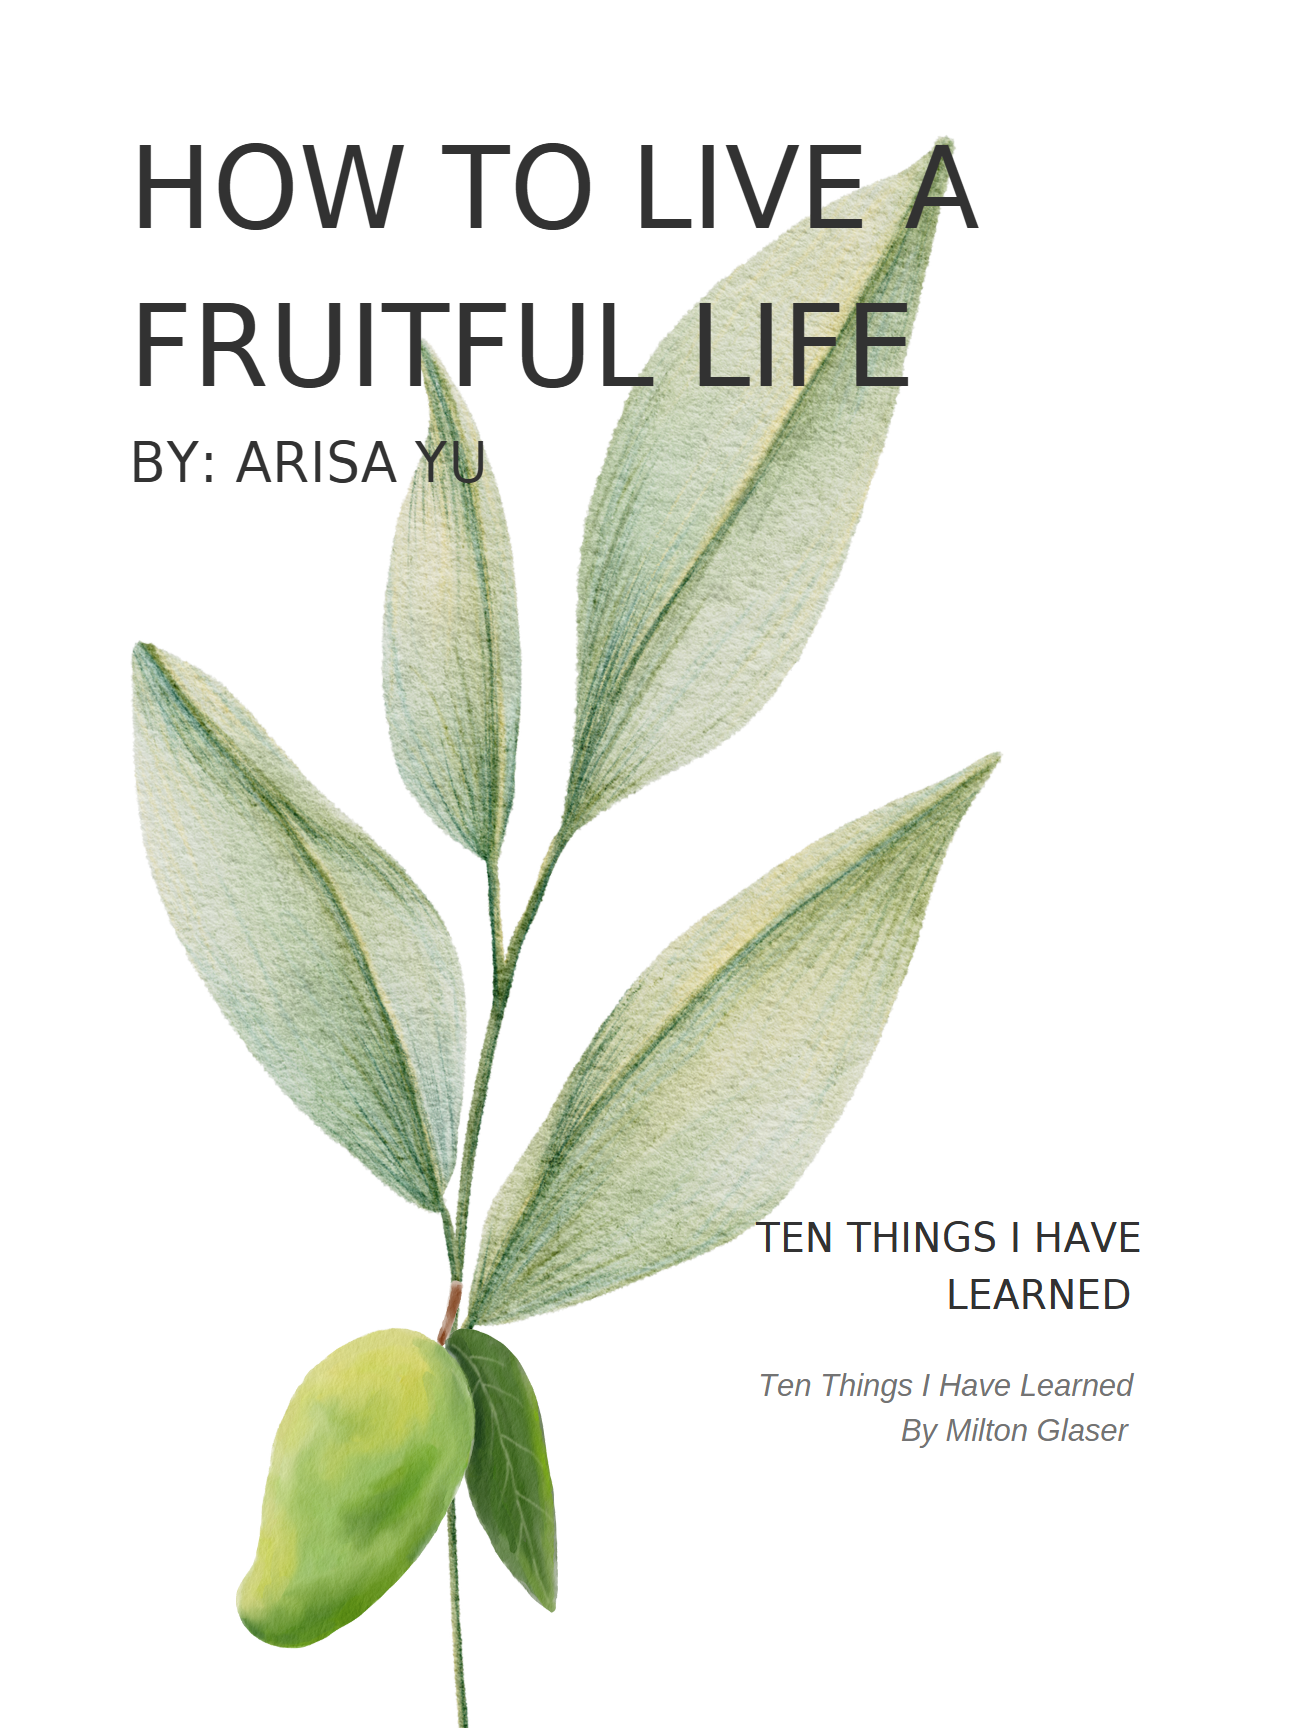 HOW TO LIVE A
FRUITFUL LIFE
BY: ARISA YU
TEN THINGS I HAVE
LEARNED
Ten Things I Have Learned
By Milton Glaser